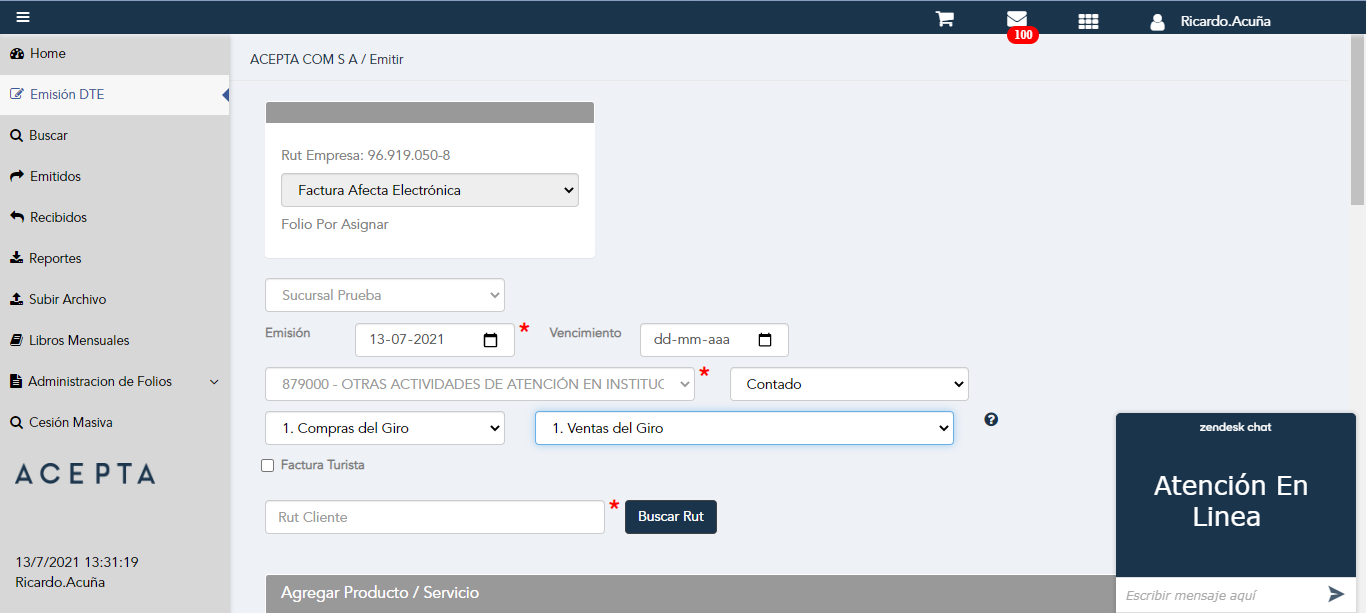 Ricardo.Acuña
100
Home
Emisión DTE
Buscar
Emitidos
Recibidos
Reportes
Subir Archivo
Libros Mensuales
Administracion de Folios
Cesión Masiva
ACEPTA
13/7/2021 13:31:19
Ricardo.Acuña
ACEPTA COM S A / Emitir
Rut Empresa: 96.919.050-8
Factura Afecta Electrónica
Folio Por Asignar
Sucursal Prueba
Emisión 13-07-2021 * Vencimiento dd-mm-aaa
879000 - OTRAS ACTIVIDADES DE ATENCIÓN EN INSTITUC * Contado
1. Compras del Giro 1. Ventas del Giro ?
Factura Turista
Rut Cliente * Buscar Rut
Agregar Producto / Servicio
zendesk chat
Atención En
Linea
Escribir mensaje aquí